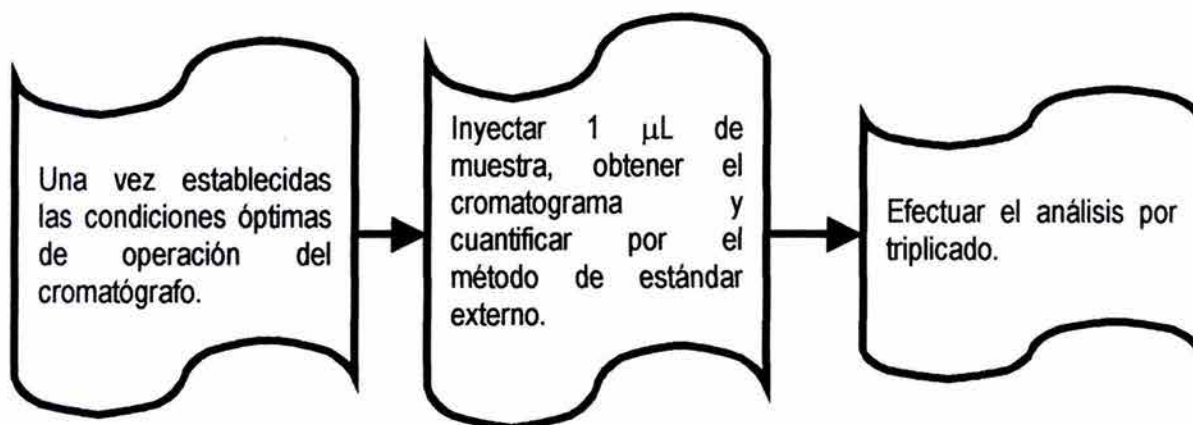 Una vez establecidas
las condiciones óptimas
de operación del
cromatógrafo.
Inyectar 1 μL de
muestra, obtener el
cromatograma y
cuantificar por el
método de estándar
externo.
Efectuar el análisis por
triplicado.